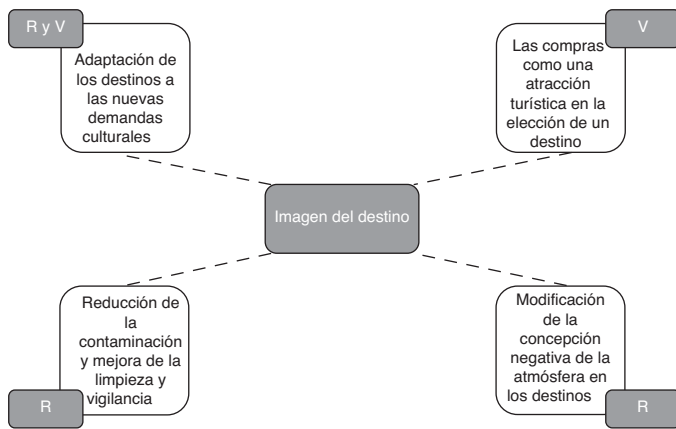 R y V
Adaptación de
los destinos a
las nuevas
demandas
culturales
V
Las compras
como una
atracción
turística en la
elección de un
destino
Imagen del destino
Reducción de
la
contaminación
y mejora de la
limpieza y
vigilancia
R
Modificación
de la
concepción
negativa de la
atmósfera en
los destinos
R